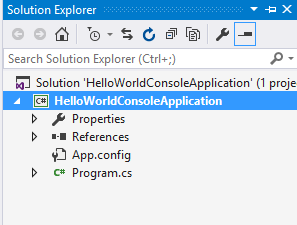 Solution Explorer
Search Solution Explorer (Ctrl+;)
Solution 'HelloWorldConsoleApplication' (1 proje
C# HelloWorldConsoleApplication
Properties
References
App.config
C# Program.cs